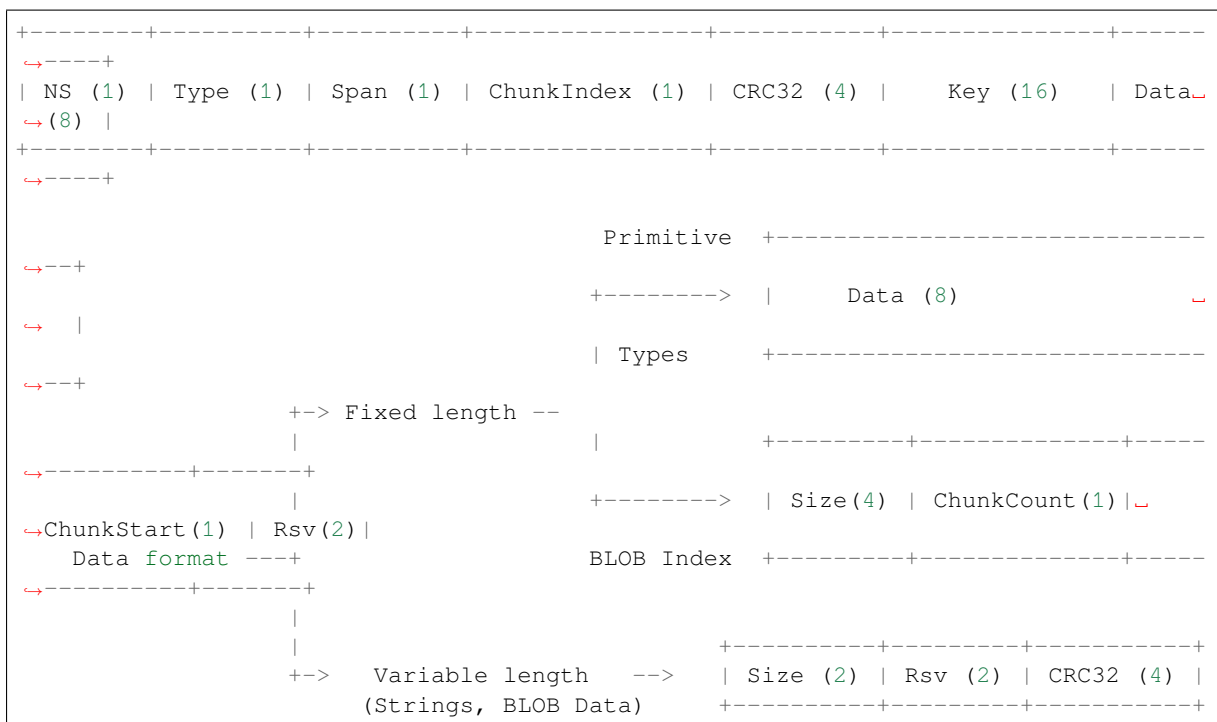 +--------+----------+----------+---------------+-----------+---------------+------
↪----+
| NS (1) | Type (1) | Span (1) | ChunkIndex (1) | CRC32 (4) |    Key (16)   | Data␣
↪(8) |
+--------+----------+----------+---------------+-----------+---------------+------
↪----+

                                         Primitive  +------------------------------
↪--+
                                        +-------->  |     Data (8)                ␣
↪  |
                                        | Types     +------------------------------
↪--+
                   +-> Fixed length --
                   |                    |           +---------+--------------+-----
↪----------+-------+
                   |                    +-------->  | Size(4) | ChunkCount(1)|␣
↪ChunkStart(1) | Rsv(2)|
    Data format ---+                    BLOB Index  +---------+--------------+-----
↪----------+-------+
                   |
                   |                             +----------+---------+-----------+
                   +->   Variable length   -->   | Size (2) | Rsv (2) | CRC32 (4) |
                        (Strings, BLOB Data)     +----------+---------+-----------+